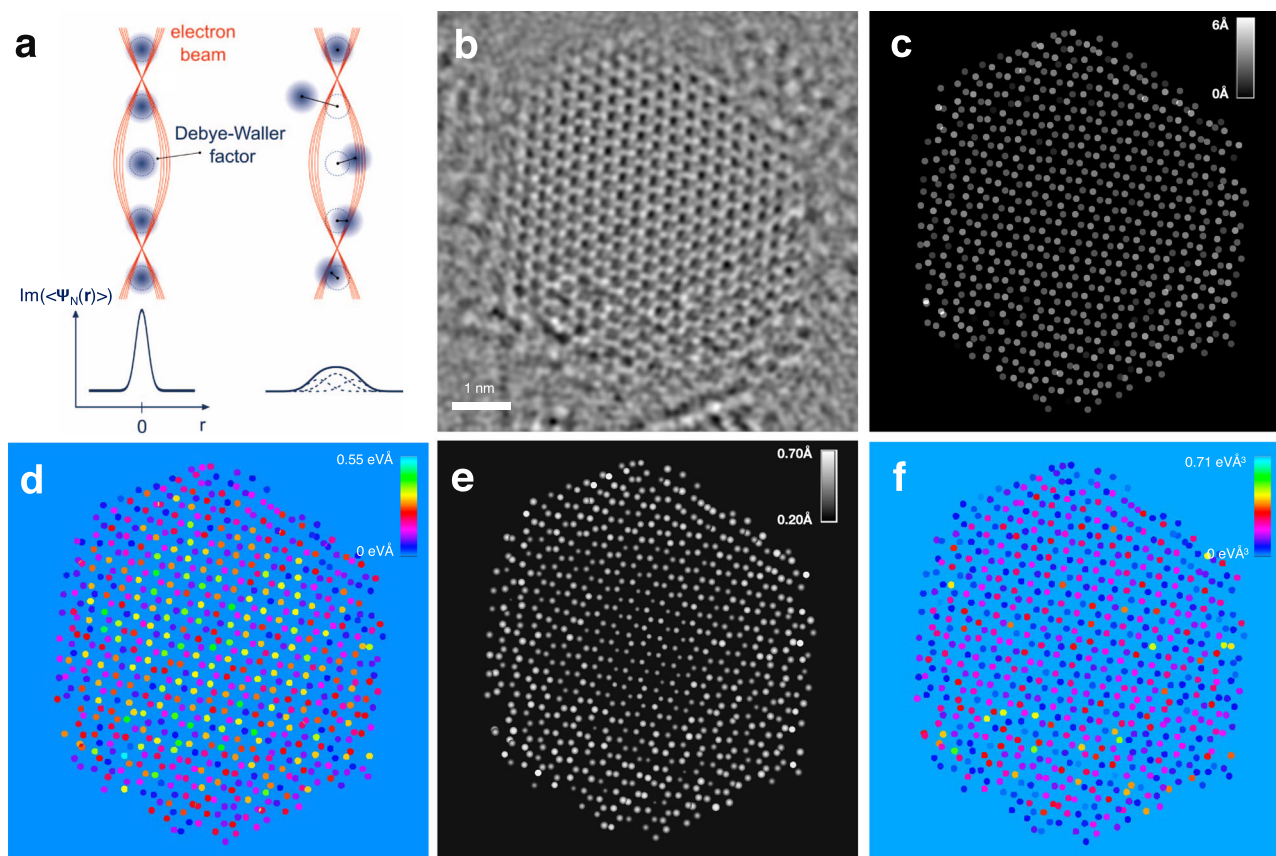 a
electron
beam
Debye-Waller
factor
Im(<Ψ_N(r)>)
0
r
b
1 nm
c
6Å
0Å
d
0.55 eVÅ
0 eVÅ
e
0.70Å
0.20Å
f
0.71 eVÅ³
0 eVÅ³